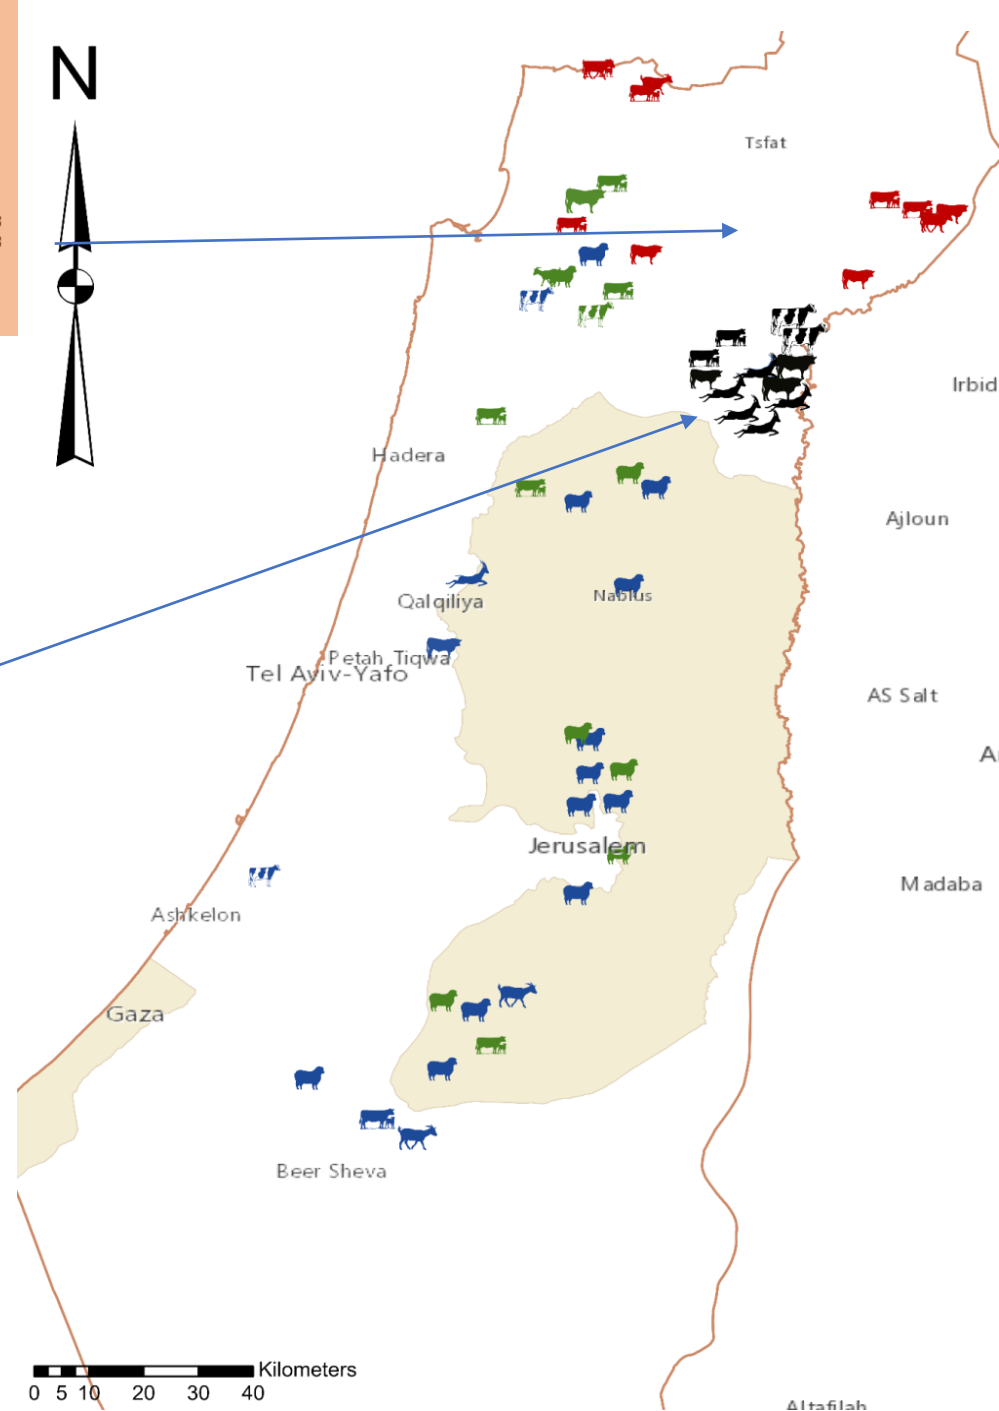 N
Tsfat
Irbid
Hadera
Ajloun
Qalqiliya
Nablus
Petah Tiqwa
Tel Aviv-Yafo
AS Salt
Jerusalem
Madaba
Ashkelon
Gaza
Beer Sheva
Kilometers
0 5 10 20 30 40
Altafilah